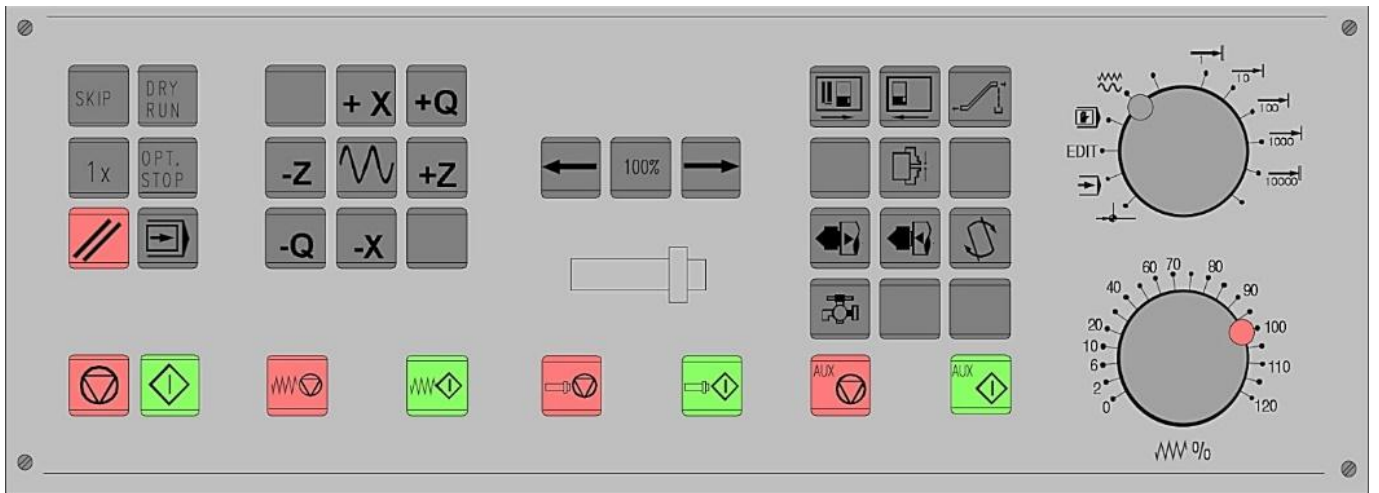 SKIP
DRY
RUN
+ X
+Q
1x
OPT.
STOP
-Z
+Z
100%
-Q
-X
AUX
AUX
1
10
100
1000
10000
EDIT
60 70 80
40 90
20 100
10
6 110
2
0 120
%